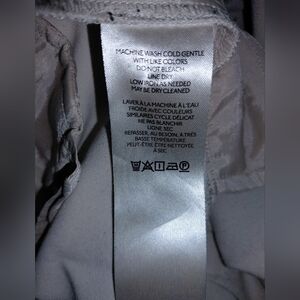 MACHINE WASH COLD GENTLE
WITH LIKE COLORS
DO NOT BLEACH
LINE DRY
LOW IRON AS NEEDED
MAY BE DRY CLEANED
LAVER À LA MACHINE À L'EAU
FROIDE AVEC COULEURS
SIMILAIRES CYCLE DÉLICAT
NE PAS BLANCHIR
LIGNE SEC
REPASSER, AU BESOIN, À TRÈS
BASSE TEMPÉRATURE
PEUT-ÊTRE ÊTRE NETTOYÉE
À SEC